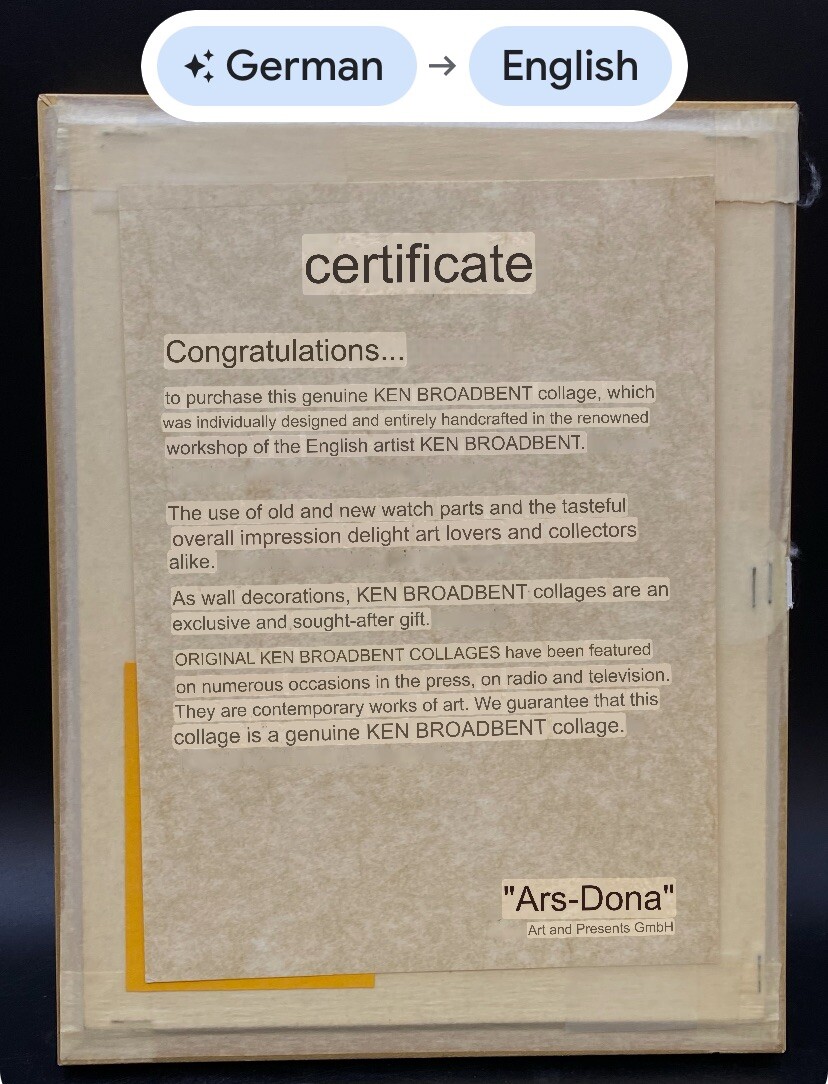 German → English
certificate
Congratulations...
to purchase this genuine KEN BROADBENT collage, which
was individually designed and entirely handcrafted in the renowned
workshop of the English artist KEN BROADBENT.
The use of old and new watch parts and the tasteful
overall impression delight art lovers and collectors
alike.
As wall decorations, KEN BROADBENT collages are an
exclusive and sought-after gift.
ORIGINAL KEN BROADBENT COLLAGES have been featured
on numerous occasions in the press, on radio and television.
They are contemporary works of art. We guarantee that this
collage is a genuine KEN BROADBENT collage.
"Ars-Dona"
Art and Presents GmbH